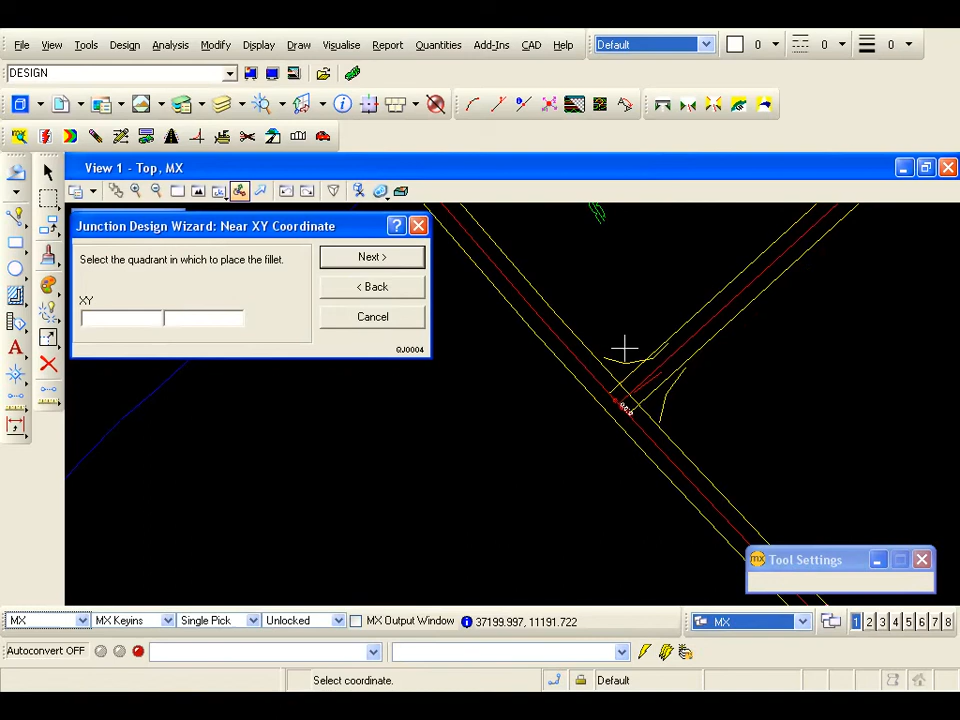 File View Tools Design Analysis Modify Display Draw Visualise Report Quantities Add-Ins CAD Help Default 0 0 0
DESIGN
View 1 - Top, MX
Junction Design Wizard: Near XY Coordinate
Select the quadrant in which to place the fillet.
Next >
< Back
XY
Cancel
QJ0004
Tool Settings
MX MX Keyins Single Pick Unlocked MX Output Window 37199.997, 11191.722 MX 1 2 3 4 5 6 7 8
Autoconvert OFF
Select coordinate. Default